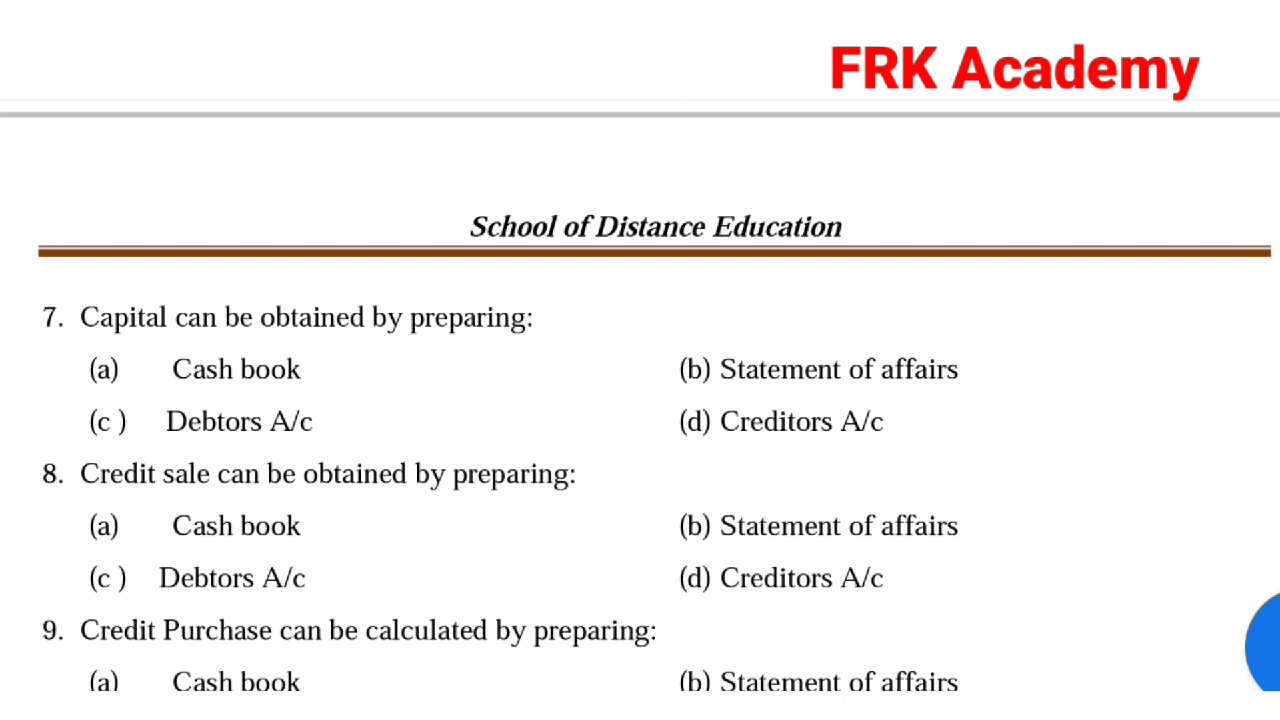 FRK Academy
School of Distance Education
7. Capital can be obtained by preparing:
(a) Cash book (b) Statement of affairs
(c ) Debtors A/c (d) Creditors A/c
8. Credit sale can be obtained by preparing:
(a) Cash book (b) Statement of affairs
(c ) Debtors A/c (d) Creditors A/c
9. Credit Purchase can be calculated by preparing:
(a) Cash book (b) Statement of affairs